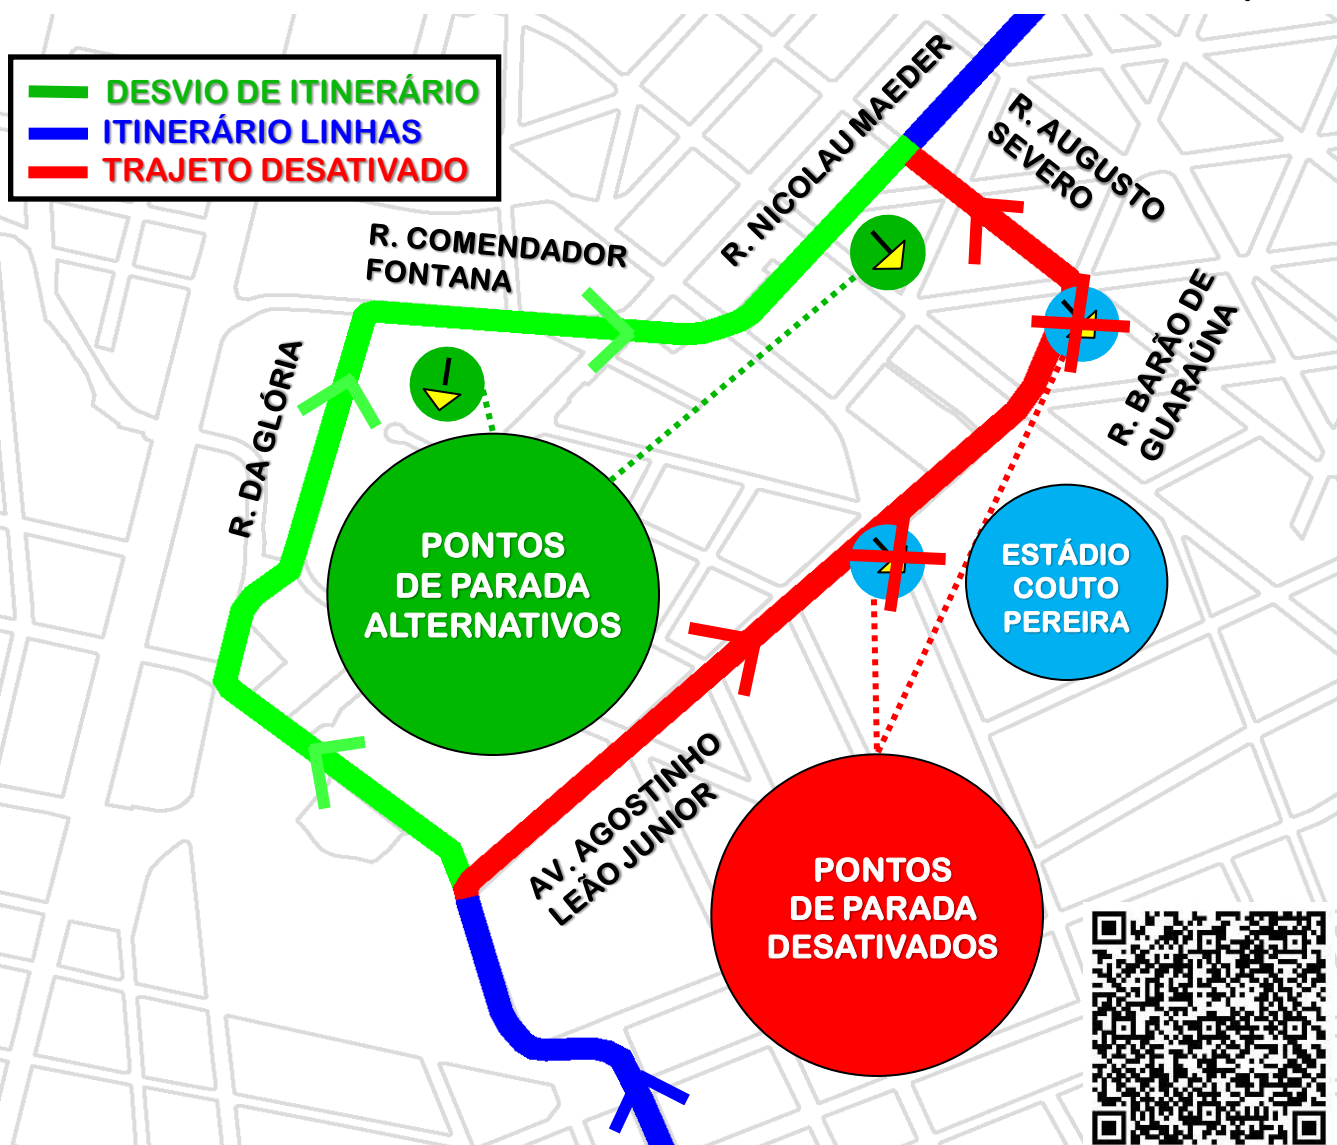 DESVIO DE ITINERÁRIO
ITINERÁRIO LINHAS
TRAJETO DESATIVADO
R. NICOLAU MAEDER
R. AUGUSTO
SEVERO
R. COMENDADOR
FONTANA
R. BARÃO DE
GUARAÚNA
R. DA GLÓRIA
PONTOS
DE PARADA
ALTERNATIVOS
ESTÁDIO
COUTO
PEREIRA
AV. AGOSTINHO
LEÃO JUNIOR
PONTOS
DE PARADA
DESATIVADOS